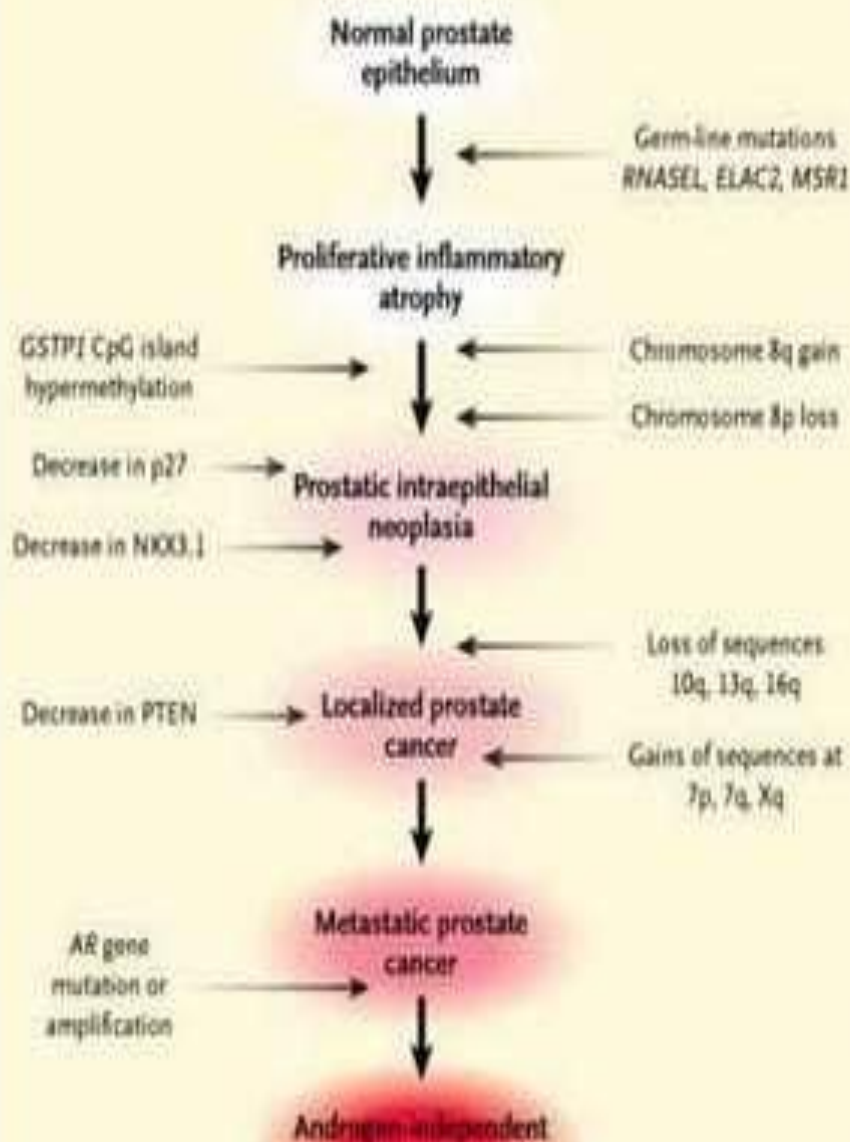 Normal prostate
epithelium
Germ-line mutations
RNASEL, ELAC2, MSR1
Proliferative inflammatory
atrophy
GSTP1 CpG island
hypermethylation
Chromosome 8q gain
Chromosome 8p loss
Decrease in p27
Prostatic intraepithelial
neoplasia
Decrease in NKX3.1
Loss of sequences
10q, 13q, 16q
Decrease in PTEN
Localized prostate
cancer
Gains of sequences at
7p, 7q, Xq
Metastatic prostate
cancer
AR gene
mutation or
amplification
Androgen-independent